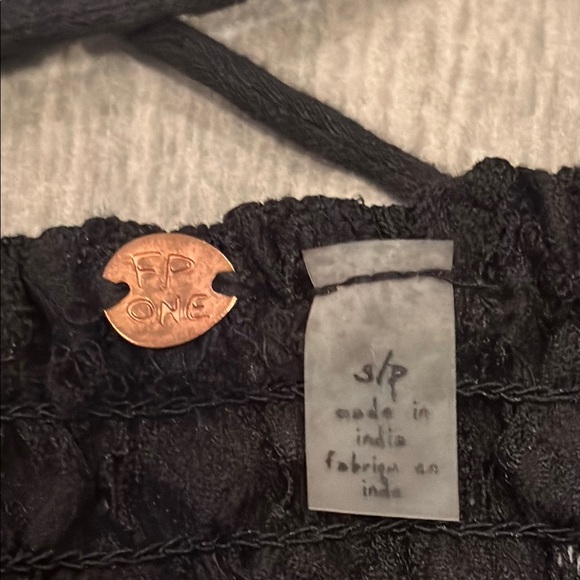 FP
ONE
s/p
made in
india
fabriqu en
inde